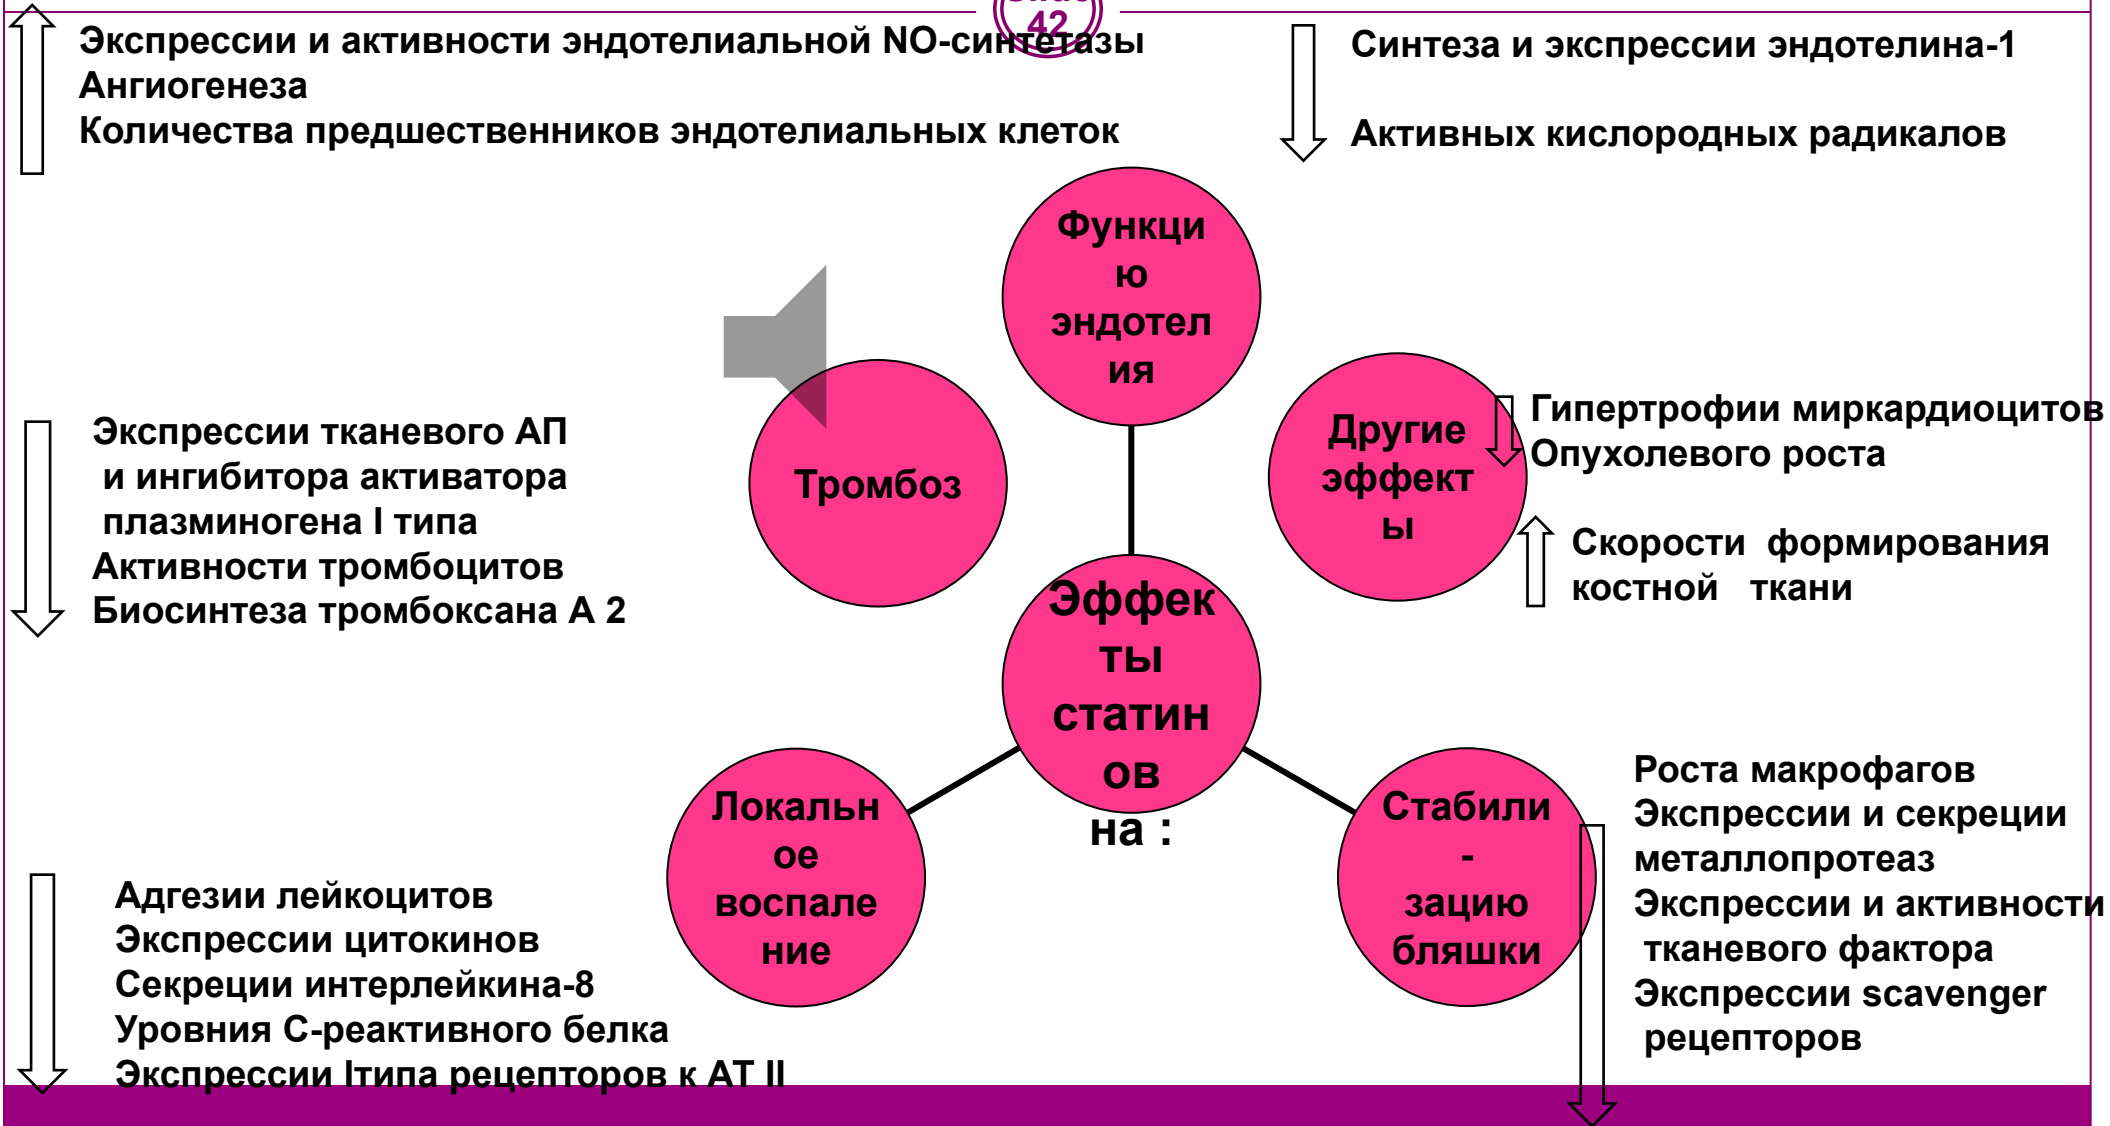 42
Экспрессии и активности эндотелиальной NO-синтетазы
Ангиогенеза
Количества предшественников эндотелиальных клеток
Синтеза и экспрессии эндотелина-1
Активных кислородных радикалов
Функци
ю
эндотел
ия
Экспрессии тканевого АП
и ингибитора активатора
плазминогена I типа
Активности тромбоцитов
Биосинтеза тромбоксана А 2
Тромбоз
Другие
эффект
ы
Гипертрофии миркардиоцитов
Опухолевого роста
Скорости формирования
костной ткани
Эффек
ты
статин
ов
на :
Локальн
ое
воспале
ние
Адгезии лейкоцитов
Экспрессии цитокинов
Секреции интерлейкина-8
Уровния С-реактивного белка
Экспрессии Iтипа рецепторов к АТ II
Стабили
-
зацию
бляшки
Роста макрофагов
Экспрессии и секреции
металлопротеаз
Экспрессии и активности
тканевого фактора
Экспрессии scavenger
рецепторов